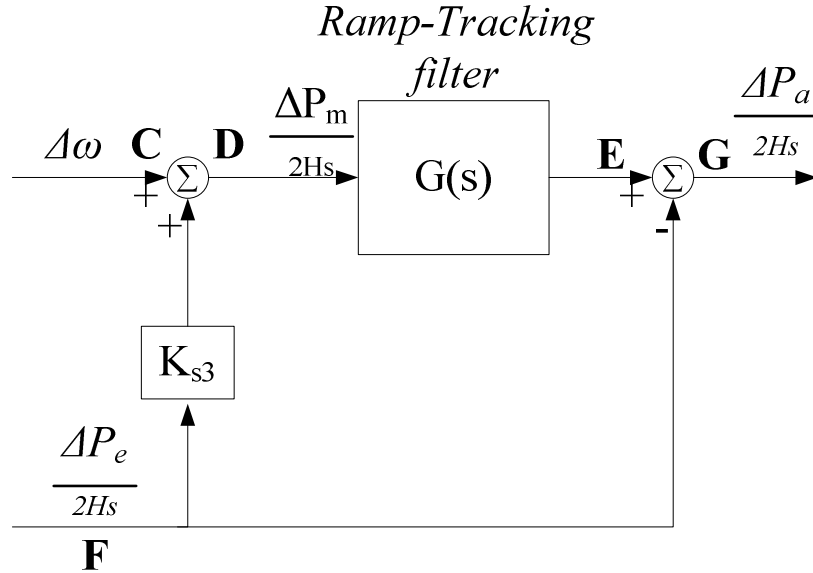 Ramp-Tracking
filter
Δω
C
Σ
D
ΔPm
2Hs
G(s)
E
Σ
G
ΔPa
2Hs
+
+
+
-
Ks3
ΔPe
2Hs
F